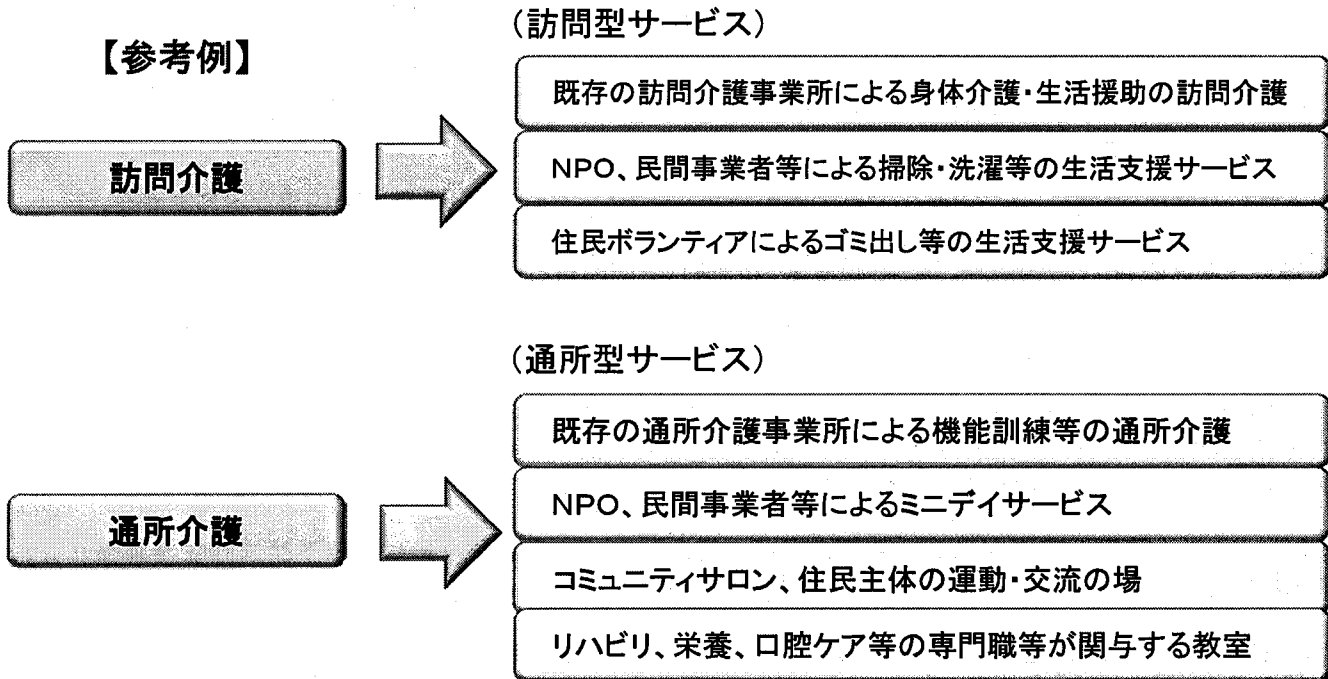 【参考例】
訪問介護
(訪問型サービス)
既存の訪問介護事業所による身体介護・生活援助の訪問介護
NPO、民間事業者等による掃除・洗濯等の生活支援サービス
住民ボランティアによるゴミ出し等の生活支援サービス
通所介護
(通所型サービス)
既存の通所介護事業所による機能訓練等の通所介護
NPO、民間事業者等によるミニデイサービス
コミュニティサロン、住民主体の運動・交流の場
リハビリ、栄養、口腔ケア等の専門職等が関与する教室